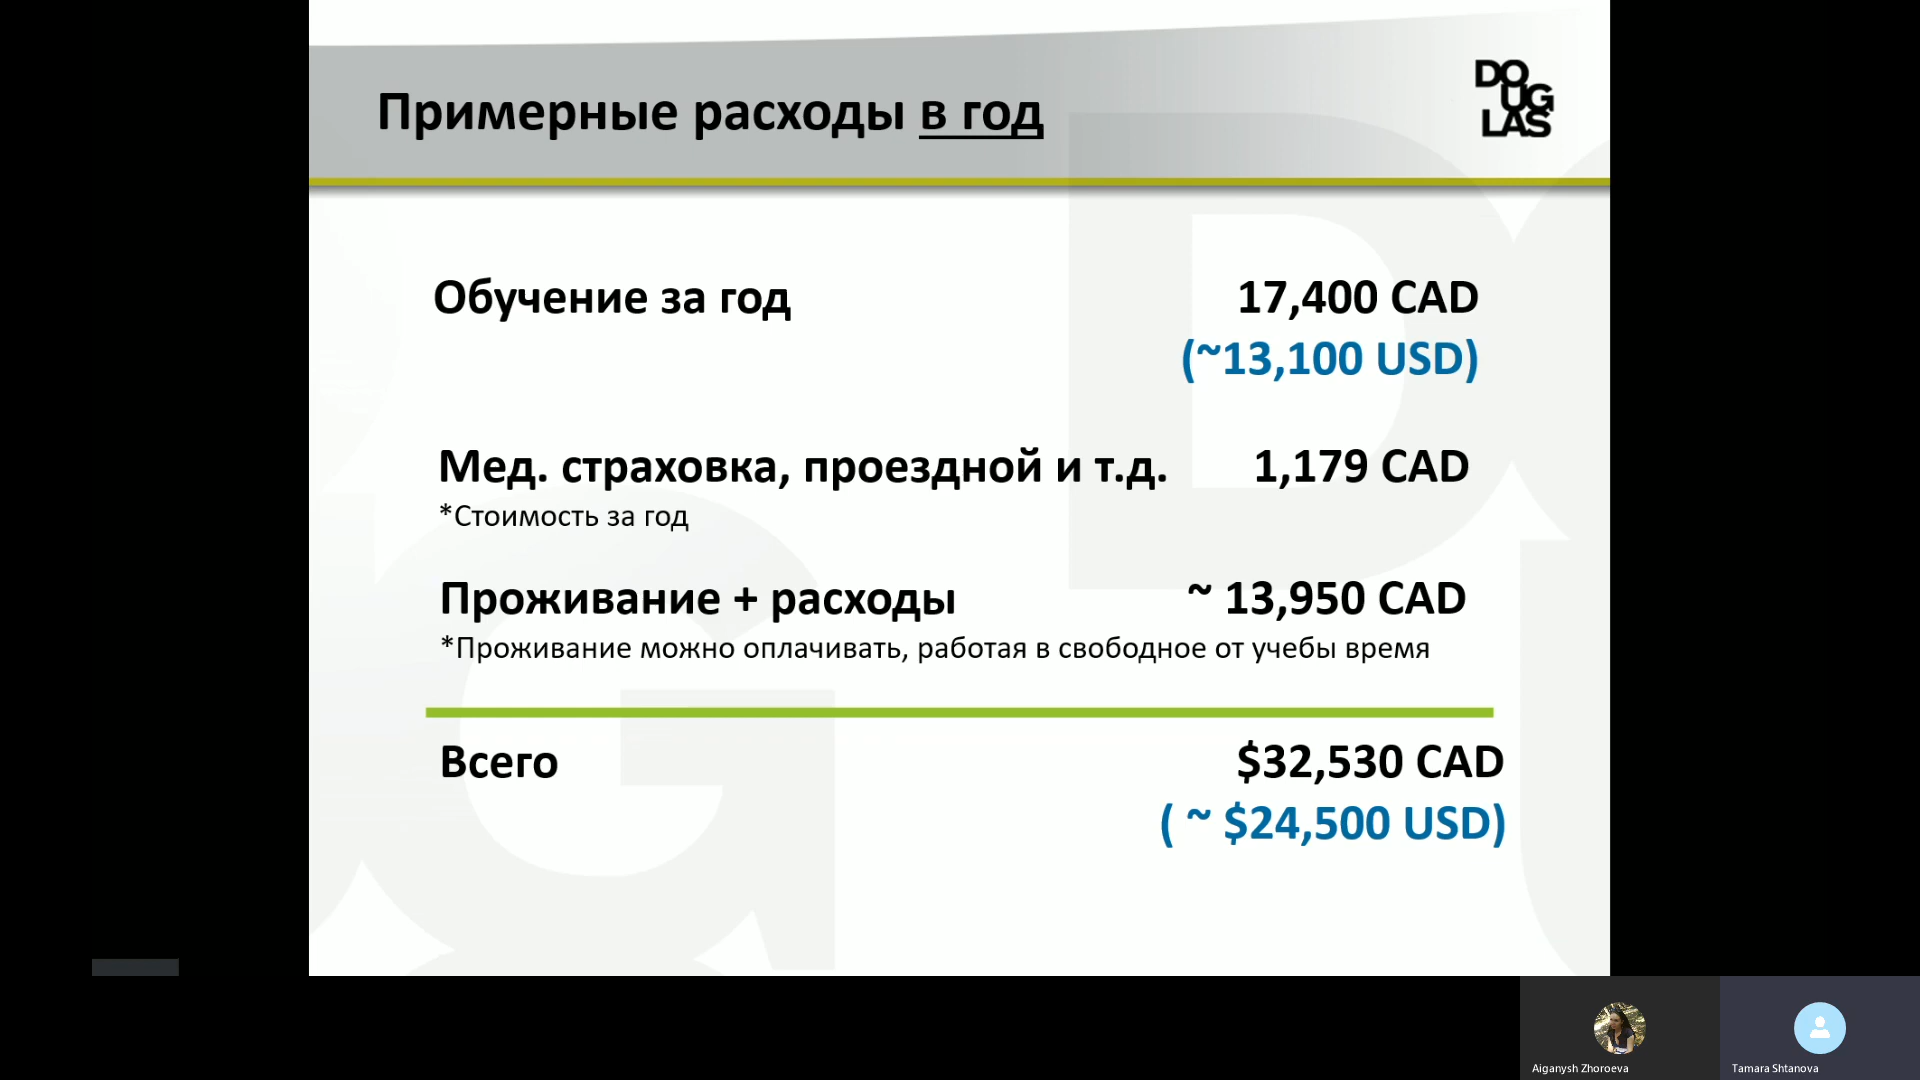 Примерные расходы в год
DO
UG
LAS
Обучение за год 17,400 CAD
(~13,100 USD)
Мед. страховка, проездной и т.д. 1,179 CAD
*Стоимость за год
Проживание + расходы ~ 13,950 CAD
*Проживание можно оплачивать, работая в свободное от учебы время
Всего $32,530 CAD
( ~ $24,500 USD)
Aiganysh Zhoroeva
Tamara Shtanova